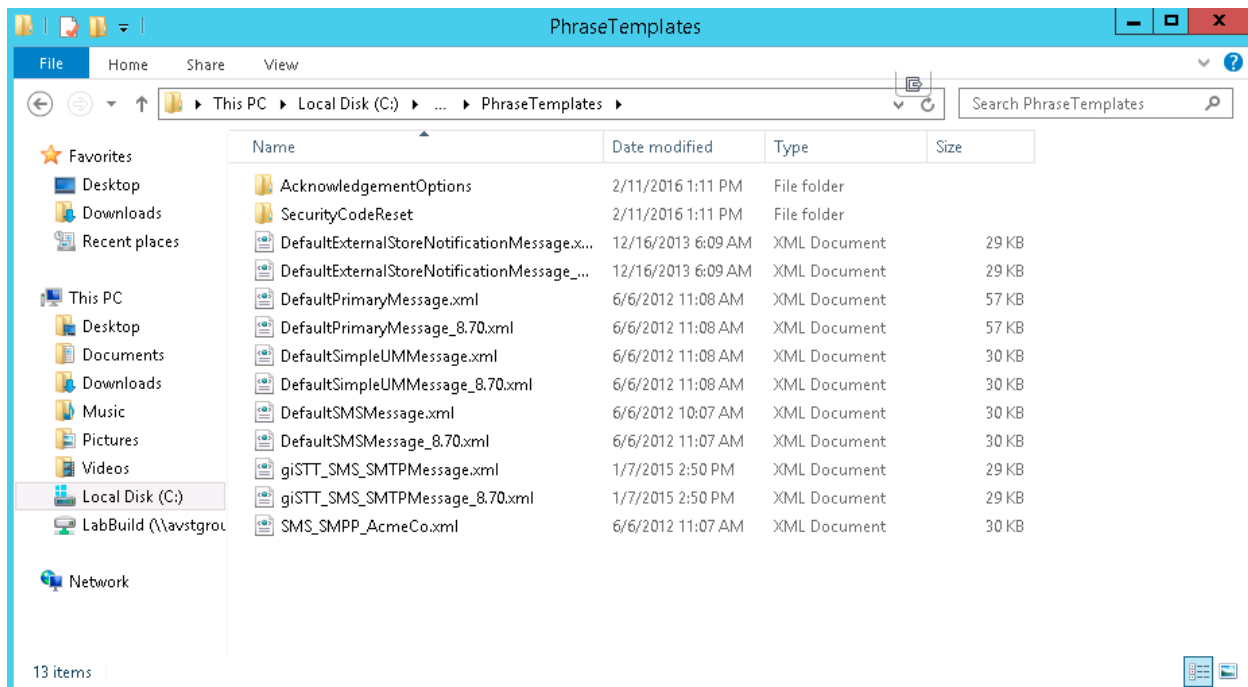 PhraseTemplates
File Home Share View
This PC Local Disk (C:) ... PhraseTemplates Search PhraseTemplates
Name Date modified Type Size
Favorites
Desktop
Downloads
Recent places
This PC
Desktop
Documents
Downloads
Music
Pictures
Videos
Local Disk (C:)
LabBuild (\\avstgrou
Network
AcknowledgementOptions 2/11/2016 1:11 PM File folder
SecurityCodeReset 2/11/2016 1:11 PM File folder
DefaultExternalStoreNotificationMessage.x... 12/16/2013 6:09 AM XML Document 29 KB
DefaultExternalStoreNotificationMessage_... 12/16/2013 6:09 AM XML Document 29 KB
DefaultPrimaryMessage.xml 6/6/2012 11:08 AM XML Document 57 KB
DefaultPrimaryMessage_8.70.xml 6/6/2012 11:08 AM XML Document 57 KB
DefaultSimpleUMMessage.xml 6/6/2012 11:08 AM XML Document 30 KB
DefaultSimpleUMMessage_8.70.xml 6/6/2012 11:08 AM XML Document 30 KB
DefaultSMSMessage.xml 6/6/2012 10:07 AM XML Document 30 KB
DefaultSMSMessage_8.70.xml 6/6/2012 11:07 AM XML Document 30 KB
giSTT_SMS_SMTPMessage.xml 1/7/2015 2:50 PM XML Document 29 KB
giSTT_SMS_SMTPMessage_8.70.xml 1/7/2015 2:50 PM XML Document 29 KB
SMS_SMPP_AcmeCo.xml 6/6/2012 11:07 AM XML Document 30 KB
13 items